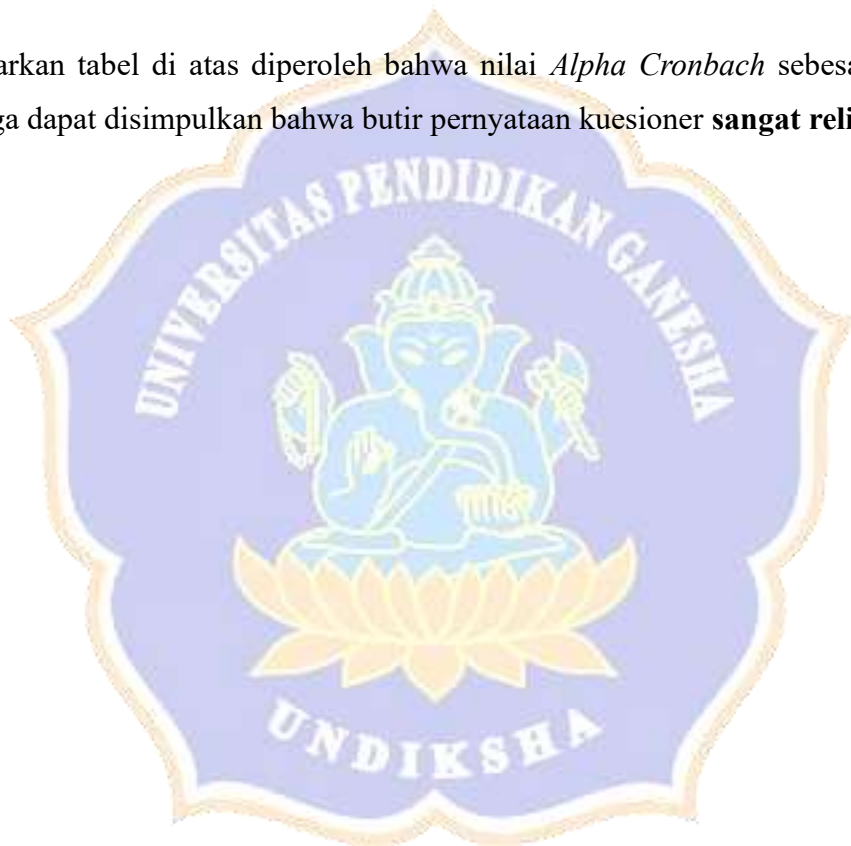 arkan tabel di atas diperoleh bahwa nilai Alpha Cronbach sebesa
ga dapat disimpulkan bahwa butir pernyataan kuesioner sangat reli
UNIVERSITAS PENDIDIKAN GANESHA
UNDIKSHA